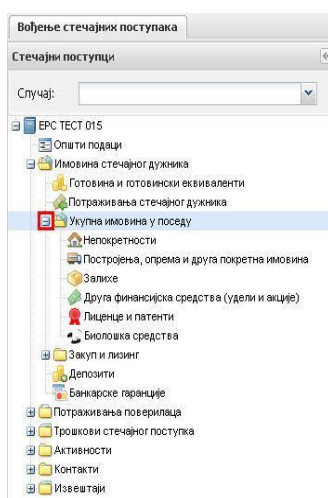 Вођење стечајних поступака
Стечајни поступци
Случај:
ЕРС ТЕСТ 015
Општи подаци
Имовина стечајног дужника
Готовина и готовински еквиваленти
Потраживања стечајног дужника
Укупна имовина у поседу
Непокретности
Постројења, опрема и друга покретна имовина
Залихе
Друга финансијска средства (удели и акције)
Лиценце и патенти
Биолошка средства
Закуп и лизинг
Депозити
Банкарске гаранције
Потраживања поверилаца
Трошкови стечајног поступка
Активности
Контакти
Извештаји